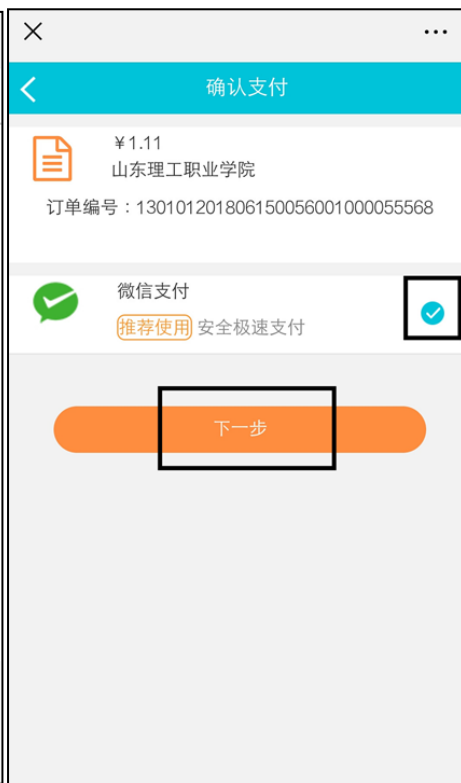 确认支付
￥1.11
山东理工职业学院
订单编号：130101201806150056001000055568
微信支付
推荐使用 安全极速支付
下一步